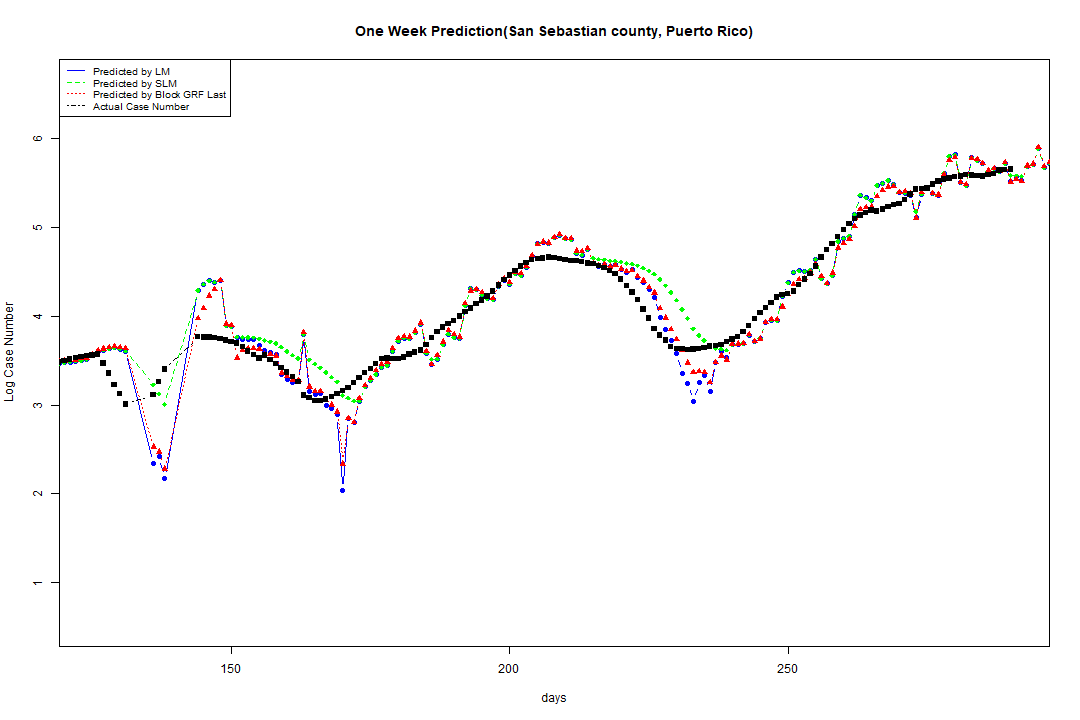 One Week Prediction(San Sebastian county, Puerto Rico)
Predicted by LM
Predicted by SLM
Predicted by Block GRF Last
Actual Case Number
Log Case Number
6
5
4
3
2
1
150
200
250
days